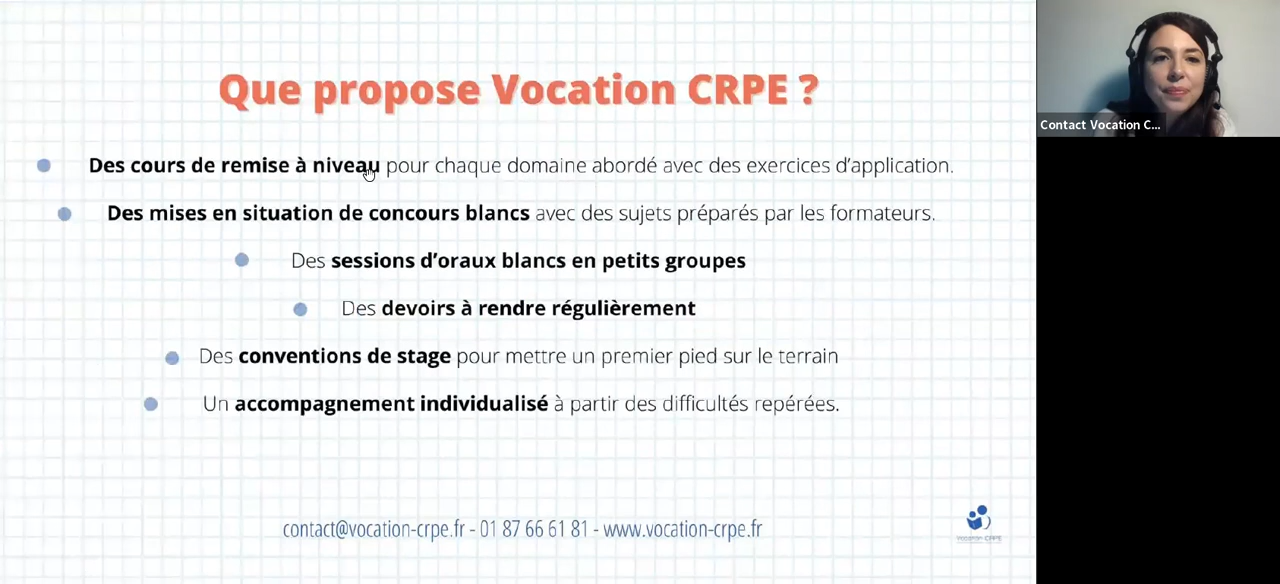 Que propose Vocation CRPE ?
Contact Vocation C...
Des cours de remise à niveau pour chaque domaine abordé avec des exercices d’application.
Des mises en situation de concours blancs avec des sujets préparés par les formateurs.
Des sessions d’oraux blancs en petits groupes
Des devoirs à rendre régulièrement
Des conventions de stage pour mettre un premier pied sur le terrain
Un accompagnement individualisé à partir des difficultés repérées.
contact@vocation-crpe.fr - 01 87 66 61 81 - www.vocation-crpe.fr
Vocation CRPE